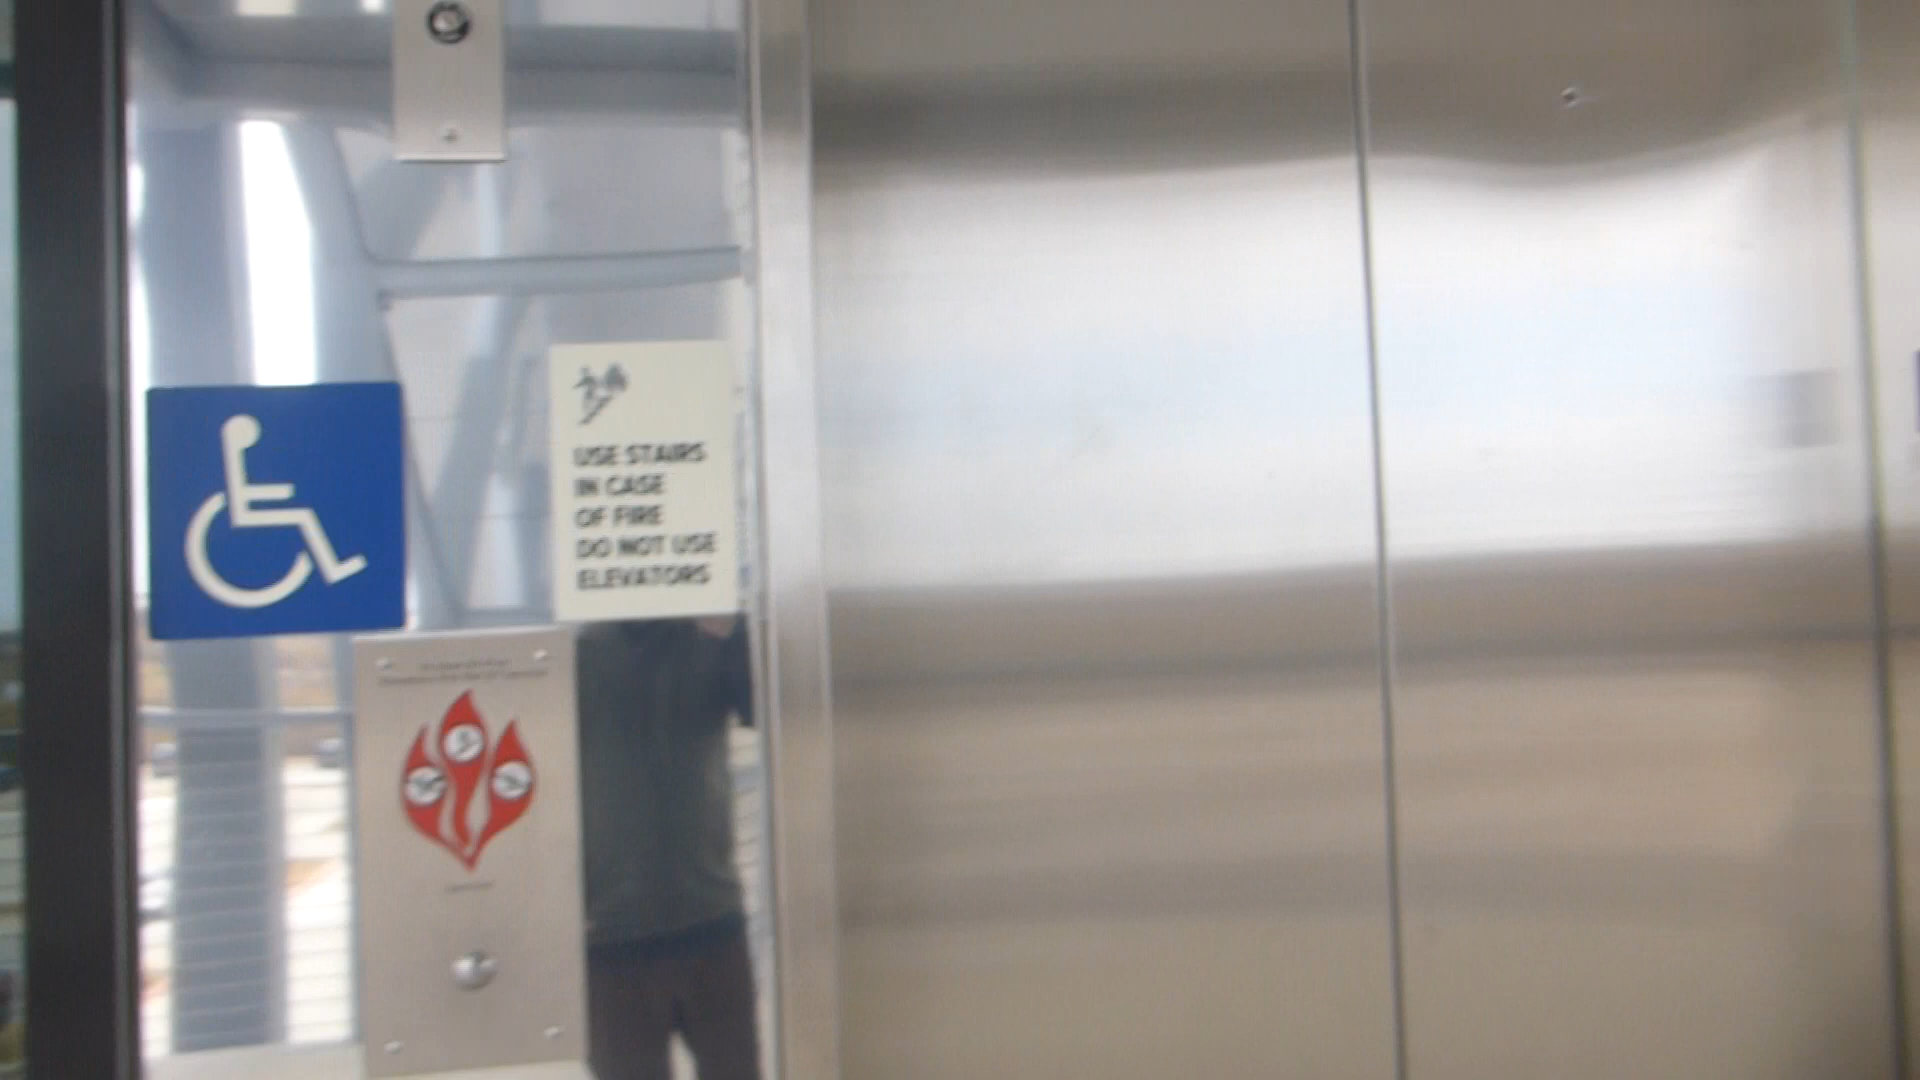 USE STAIRS
IN CASE
OF FIRE
DO NOT USE
ELEVATORS